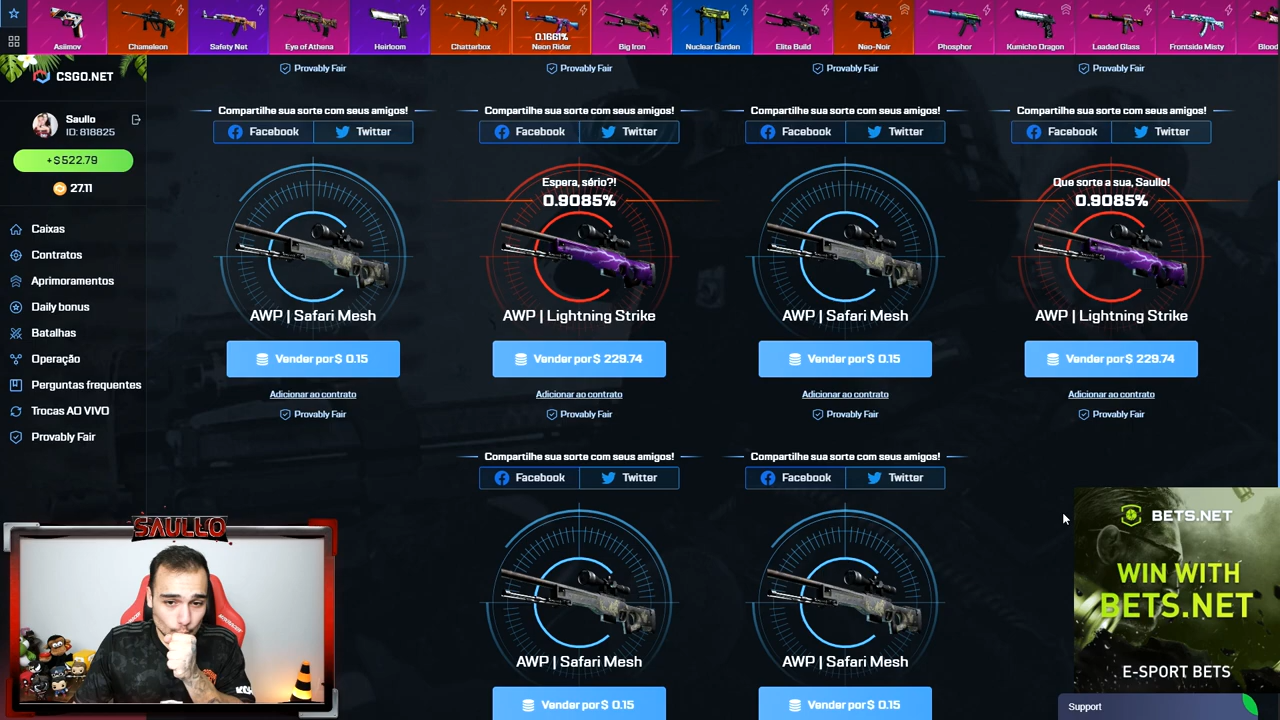 Asiimov
Chameleon
Safety Net
Eye of Athena
Heirloom
Chatterbox
0.1661%
Neon Rider
Big Iron
Nuclear Garden
Elite Build
Neo-Noir
Phosphor
Kumicho Dragon
Leaded Glass
Frontside Misty
Blood
CSGO.NET
Saullo
ID: 818825
+$522.79
27.11
Caixas
Contratos
Aprimoramentos
Daily bonus
Batalhas
Operação
Perguntas frequentes
Trocas AO VIVO
Provably Fair
Provably Fair
Provably Fair
Provably Fair
Provably Fair
Compartilhe sua sorte com seus amigos!
Facebook
Twitter
AWP | Safari Mesh
Vender por $ 0.15
Adicionar ao contrato
Provably Fair
Compartilhe sua sorte com seus amigos!
Facebook
Twitter
Espera, sério?!
0.9085%
AWP | Lightning Strike
Vender por $ 229.74
Adicionar ao contrato
Provably Fair
Compartilhe sua sorte com seus amigos!
Facebook
Twitter
AWP | Safari Mesh
Vender por $ 0.15
Adicionar ao contrato
Provably Fair
Compartilhe sua sorte com seus amigos!
Facebook
Twitter
Que sorte a sua, Saullo!
0.9085%
AWP | Lightning Strike
Vender por $ 229.74
Adicionar ao contrato
Provably Fair
Compartilhe sua sorte com seus amigos!
Facebook
Twitter
AWP | Safari Mesh
Vender por $ 0.15
Compartilhe sua sorte com seus amigos!
Facebook
Twitter
AWP | Safari Mesh
Vender por $ 0.15
SAULLO
BETS.NET
WIN WITH
BETS.NET
E-SPORT BETS
Support